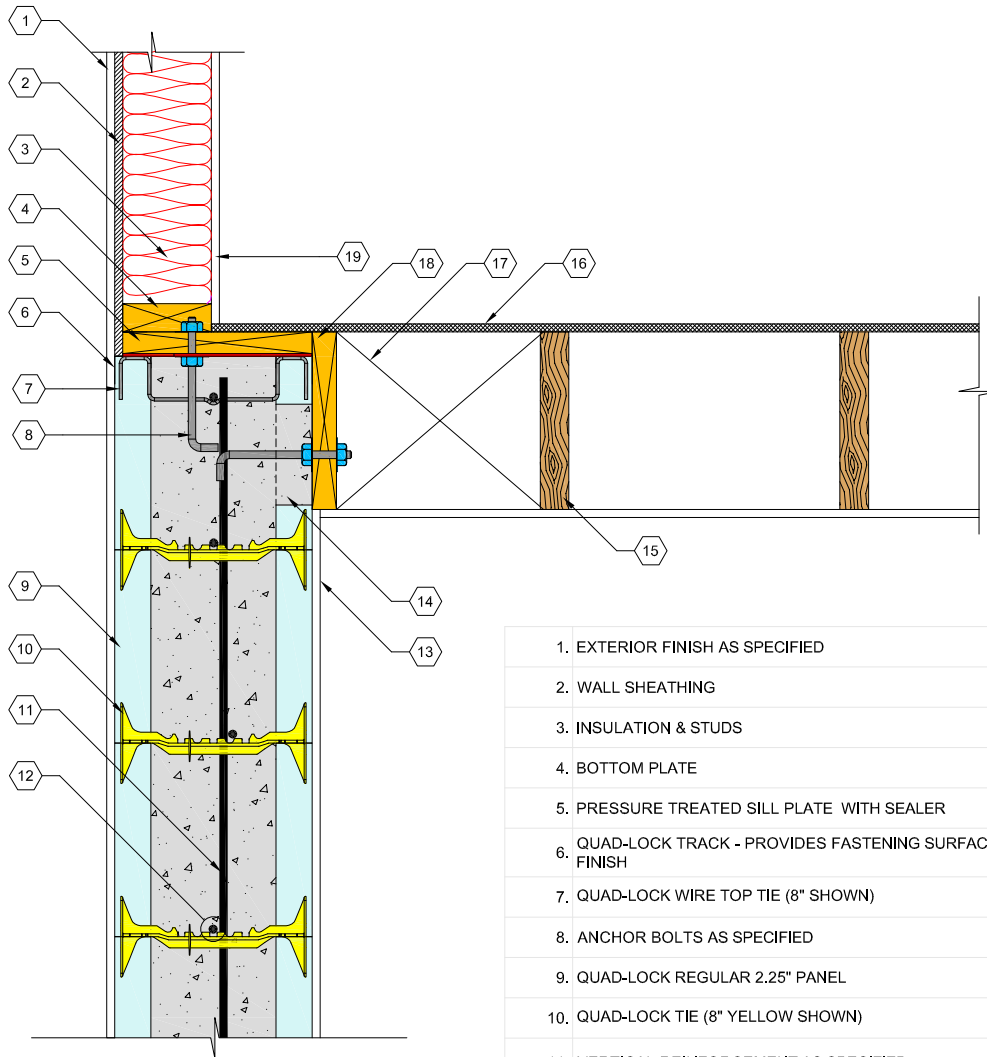 1
2
3
4
5
6
7
8
9
10
11
12
19
18
17
16
15
14
13
1. EXTERIOR FINISH AS SPECIFIED
2. WALL SHEATHING
3. INSULATION & STUDS
4. BOTTOM PLATE
5. PRESSURE TREATED SILL PLATE WITH SEALER
6. QUAD-LOCK TRACK - PROVIDES FASTENING
FINISH
7. QUAD-LOCK WIRE TOP TIE (8" SHOWN)
8. ANCHOR BOLTS AS SPECIFIED
9. QUAD-LOCK REGULAR 2.25" PANEL
10. QUAD-LOCK TIE (8" YELLOW SHOWN)